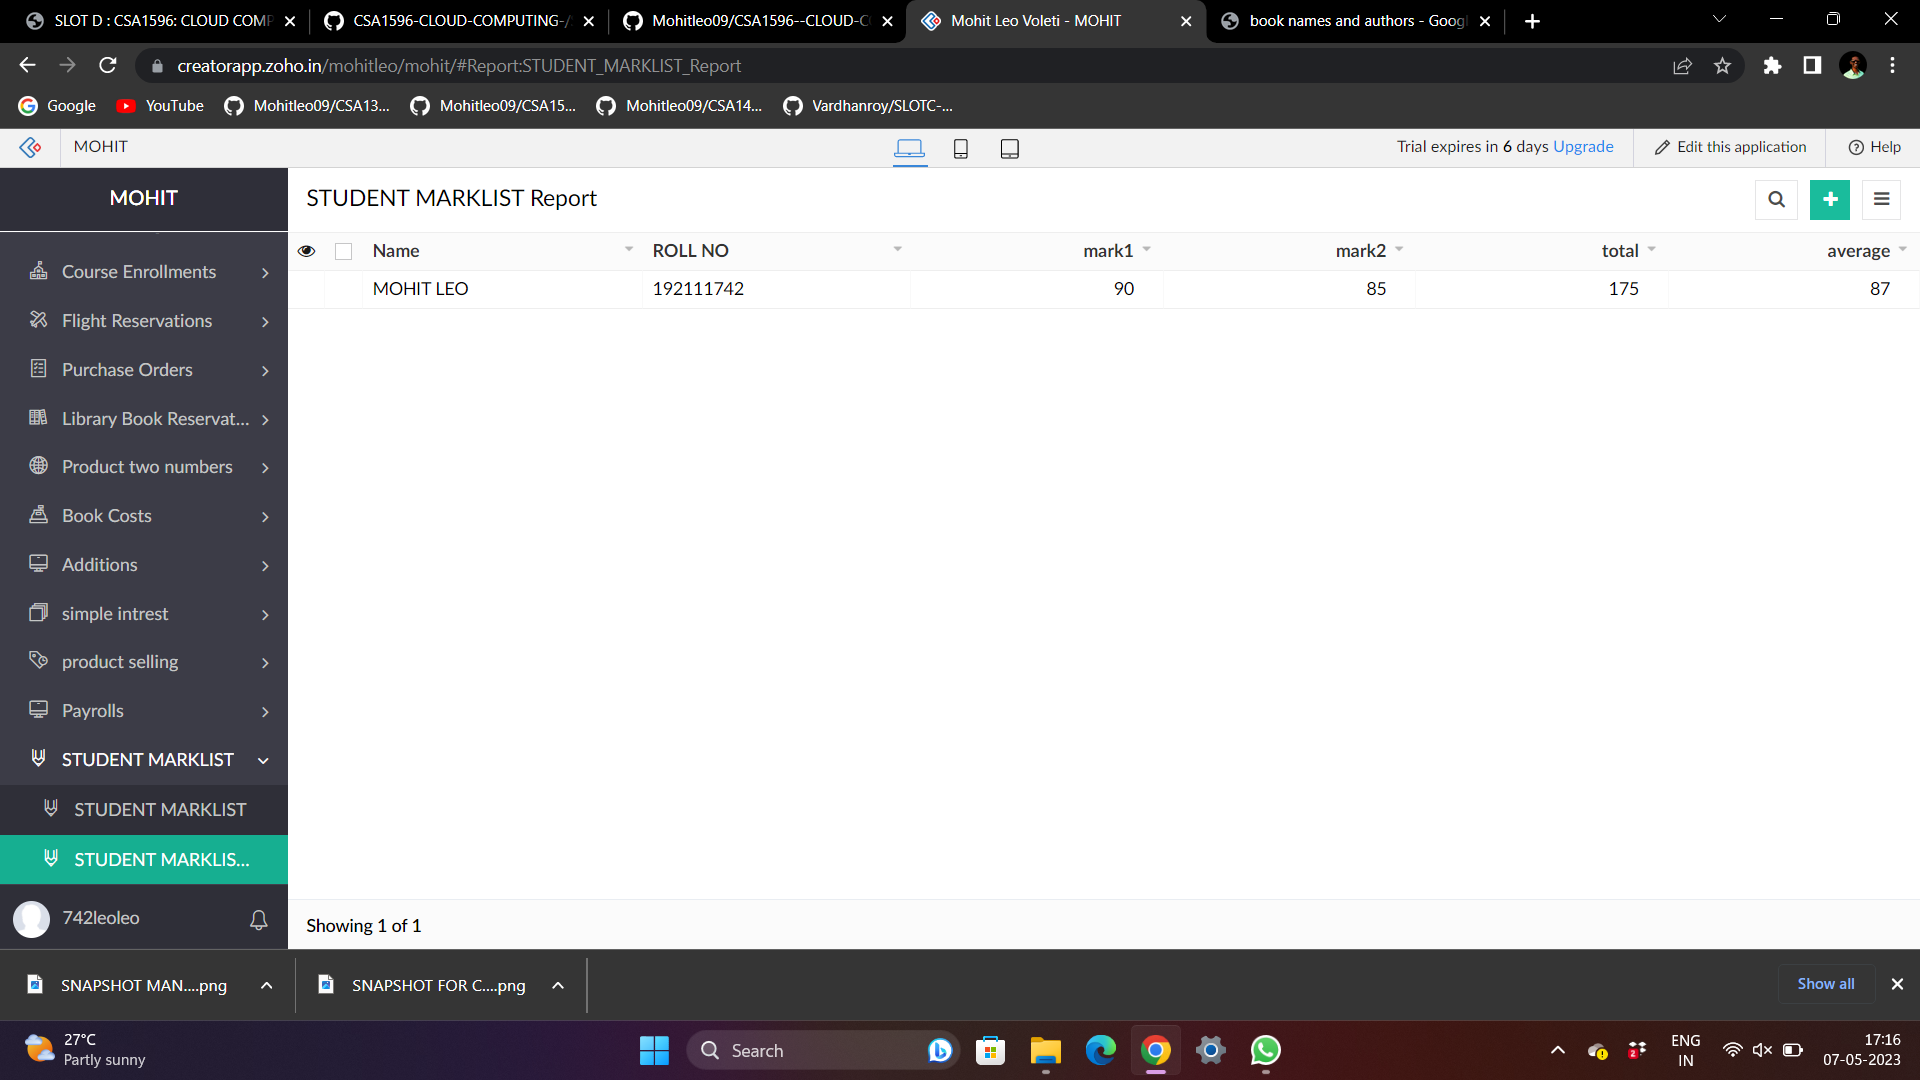 SLOT D : CSA1596: CLOUD COMP
CSA1596-CLOUD-COMPUTING-/
Mohitleo09/CSA1596--CLOUD-C
Mohit Leo Voleti - MOHIT
book names and authors - Goog
creatorapp.zoho.in/mohitleo/mohit/#Report:STUDENT_MARKLIST_Report
Google
YouTube
Mohitleo09/CSA13...
Mohitleo09/CSA15...
Mohitleo09/CSA14...
Vardhanroy/SLOTC-...
MOHIT
Trial expires in 6 days Upgrade
Edit this application
Help
MOHIT
STUDENT MARKLIST Report
Name ROLL NO mark1 mark2 total average
MOHIT LEO 192111742 90 85 175 87
Course Enrollments
Flight Reservations
Purchase Orders
Library Book Reservat...
Product two numbers
Book Costs
Additions
simple intrest
product selling
Payrolls
STUDENT MARKLIST
STUDENT MARKLIST
STUDENT MARKLIS...
742leoleo
Showing 1 of 1
SNAPSHOT MAN....png
SNAPSHOT FOR C....png
Show all
27°C
Partly sunny
Search
2
ENG
IN
17:16
07-05-2023